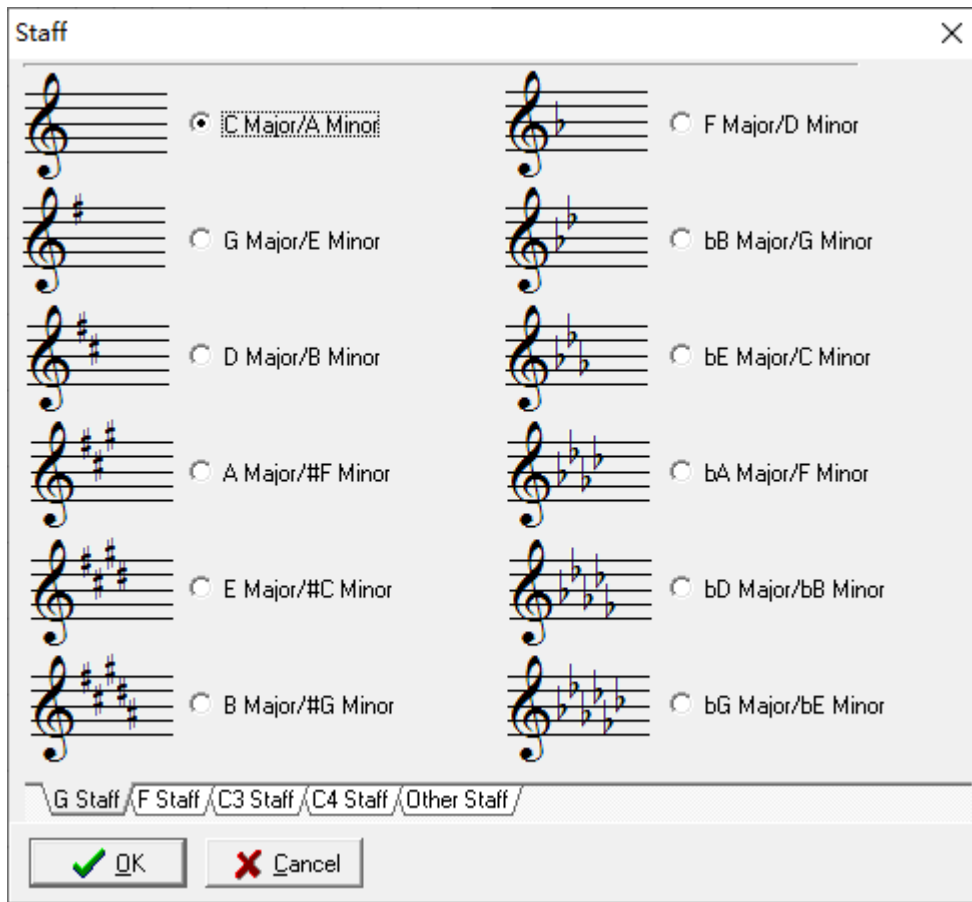 Staff
C Major/A Minor
F Major/D Minor
G Major/E Minor
bB Major/G Minor
D Major/B Minor
bE Major/C Minor
A Major/#F Minor
bA Major/F Minor
E Major/#C Minor
bD Major/bB Minor
B Major/#G Minor
bG Major/bE Minor
G Staff F Staff C3 Staff C4 Staff Other Staff
OK Cancel